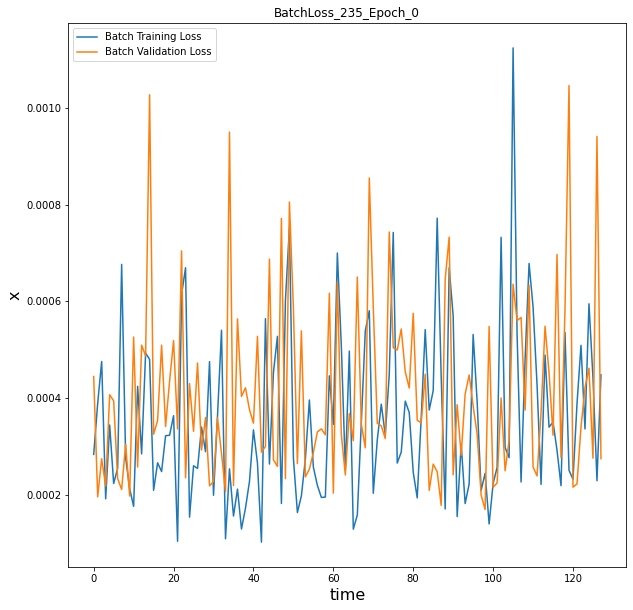 BatchLoss_235_Epoch_0
Batch Training Loss
Batch Validation Loss
0.0010
0.0008
0.0006
0.0004
0.0002
x
0 20 40 60 80 100 120
time